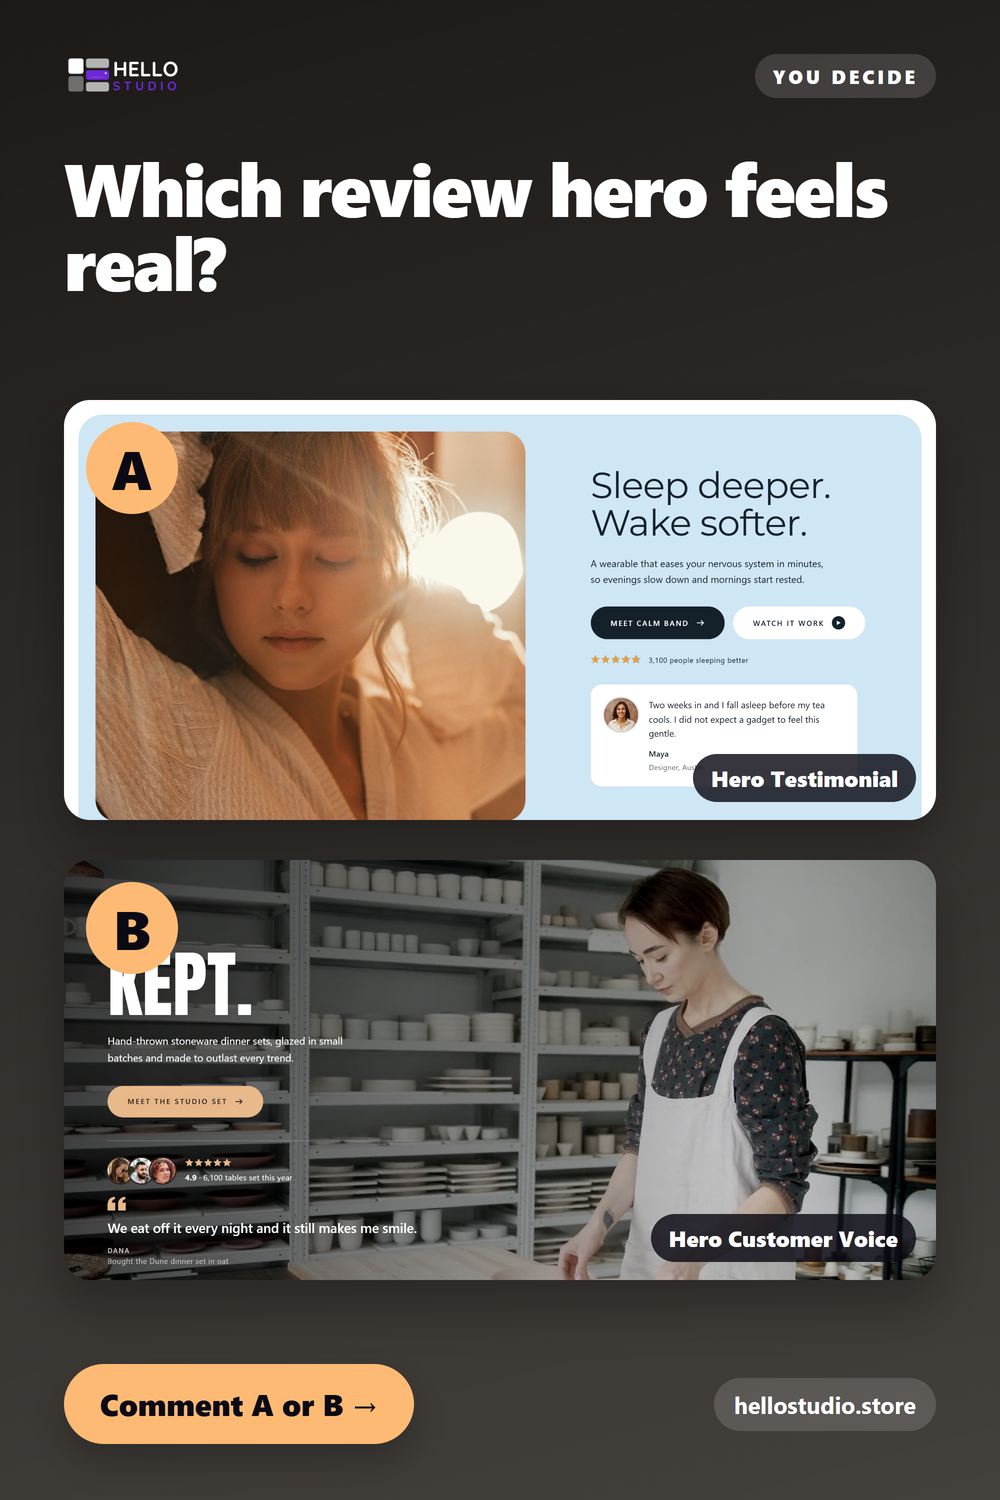 HELLO
STUDIO
YOU DECIDE
Which review hero feels
real?
A
Sleep deeper.
Wake softer.
A wearable that eases your nervous system in minutes,
so evenings slow down and mornings start rested.
MEET CALM BAND →
WATCH IT WORK
3,100 people sleeping better
Two weeks in and I fall asleep before my tea
cools. I did not expect a gadget to feel this
gentle.
Maya
Designer,
Hero Testimonial
B
KEPT.
Hand-thrown stoneware dinner sets, glazed in small
batches and made to outlast every trend.
MEET THE STUDIO SET →
4.9 · 6,100 tables set this year
“
We eat off it every night and it still makes me smile.
DANA
Bought the Dune dinner set in oat
Hero Customer Voice
Comment A or B →
hellostudio.store